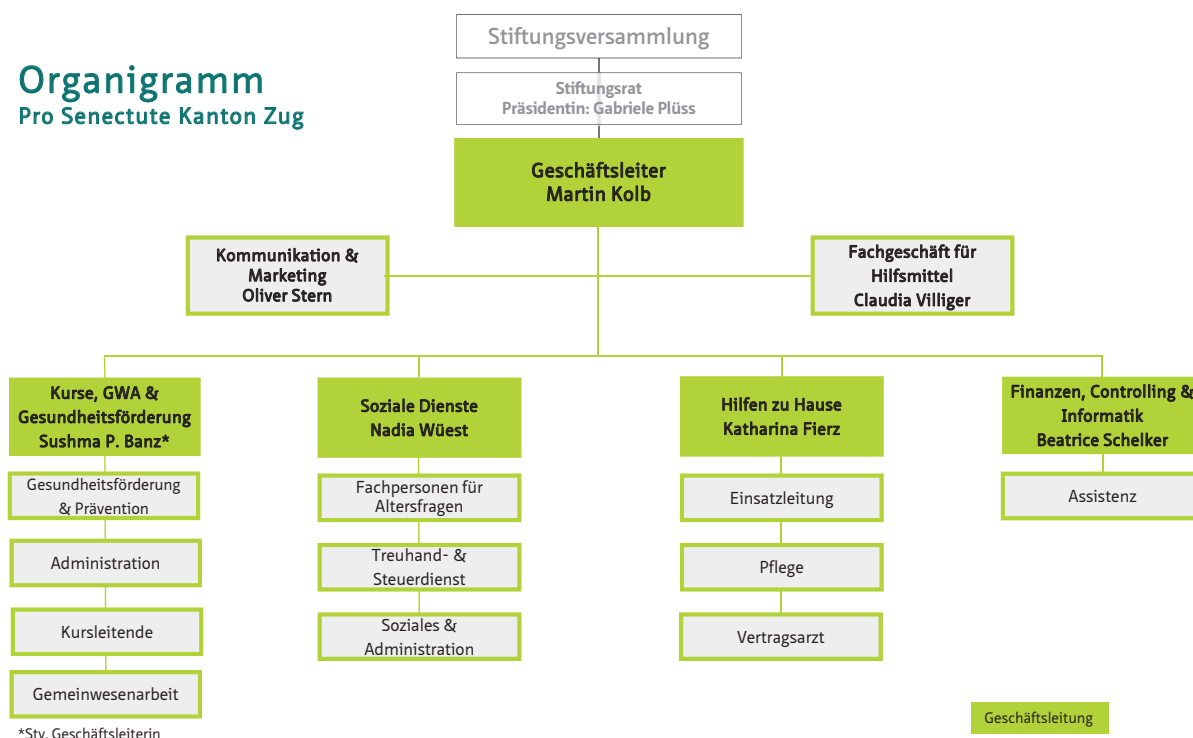 Organigramm
Pro Senectute Kanton Zug
Stiftungsversammlung
Stiftungsrat
Präsidentin: Gabriele Plüss
Geschäftsleiter
Martin Kolb
Kommunikation &
Marketing
Oliver Stern
Fachgeschäft für
Hilfsmittel
Claudia Villiger
Kurse, GWA &
Gesundheitsförderung
Sushma P. Banz*
Gesundheitsförderung
& Prävention
Administration
Kursleitende
Gemeinwesenarbeit
Soziale Dienste
Nadia Wüest
Fachpersonen für
Altersfragen
Treuhand- &
Steuerdienst
Soziales &
Administration
Hilfen zu Hause
Katharina Fierz
Einsatzleitung
Pflege
Vertragsarzt
Finanzen, Controlling &
Informatik
Beatrice Schelker
Assistenz
*Stv. Geschäftsleiterin
Geschäftsleitung